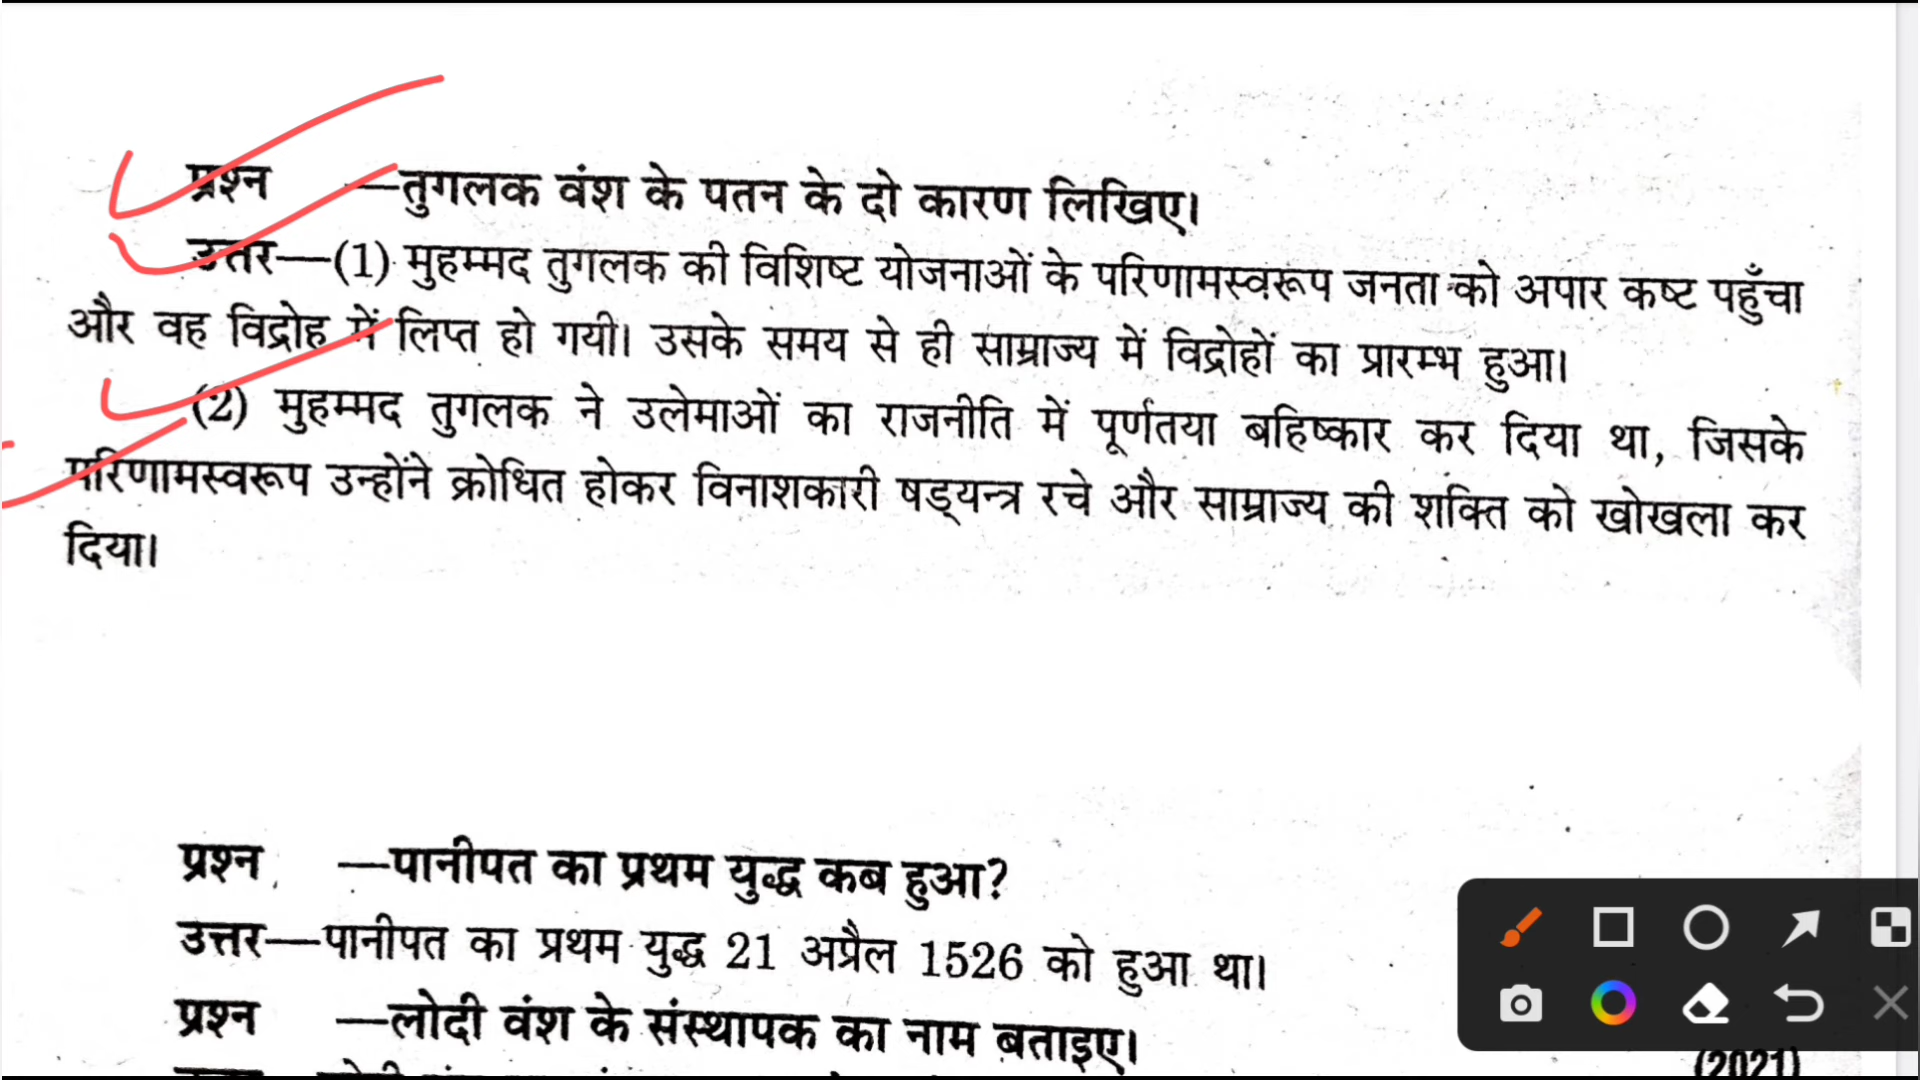 प्रश्न —तुगलक वंश के पतन के दो कारण लिखिए।
उत्तर—(1) मुहम्मद तुगलक की विशिष्ट योजनाओं के परिणामस्वरूप जनता को अपार कष्ट पहुँचा
और वह विद्रोह में लिप्त हो गयी। उसके समय से ही साम्राज्य में विद्रोहों का प्रारम्भ हुआ।
(2) मुहम्मद तुगलक ने उलेमाओं का राजनीति में पूर्णतया बहिष्कार कर दिया था, जिसके
परिणामस्वरूप उन्होंने क्रोधित होकर विनाशकारी षड्यन्त्र रचे और साम्राज्य की शक्ति को खोखला कर
दिया।
प्रश्न —पानीपत का प्रथम युद्ध कब हुआ?
उत्तर—पानीपत का प्रथम युद्ध 21 अप्रैल 1526 को हुआ था।
प्रश्न —लोदी वंश के संस्थापक का नाम बताइए।
(2021)